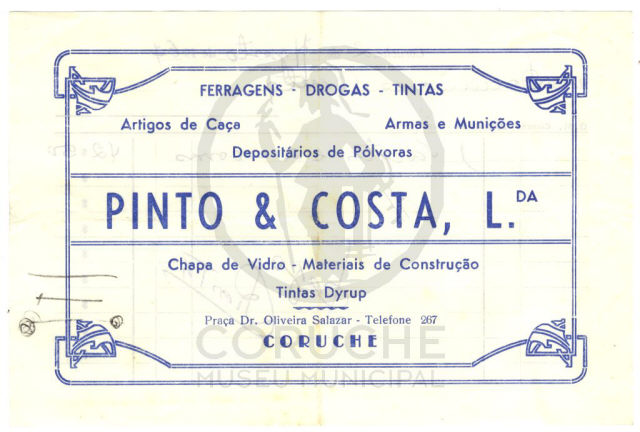 FERRAGENS - DROGAS - TINTAS
Artigos de Caça Armas e Munições
Depositários de Pólvoras
PINTO & COSTA, L.DA
Chapa de Vidro - Materiais de Construção
Tintas Dyrup
Praça Dr. Oliveira Salazar - Telefone 267
CORUCHE
CORUCHE
MUSEU MUNICIPAL